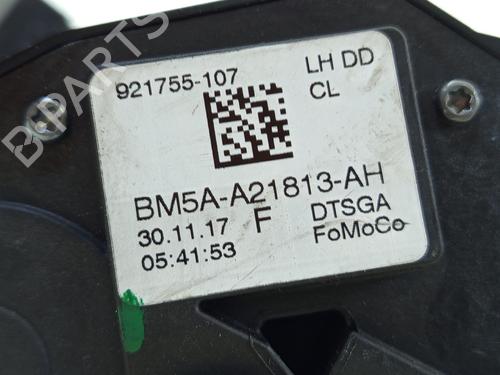 B-PARTS
921755-107 LH DD
CL
BM5A-A21813-AH
30.11.17 F DTSGA
05:41:53 FoMoCo